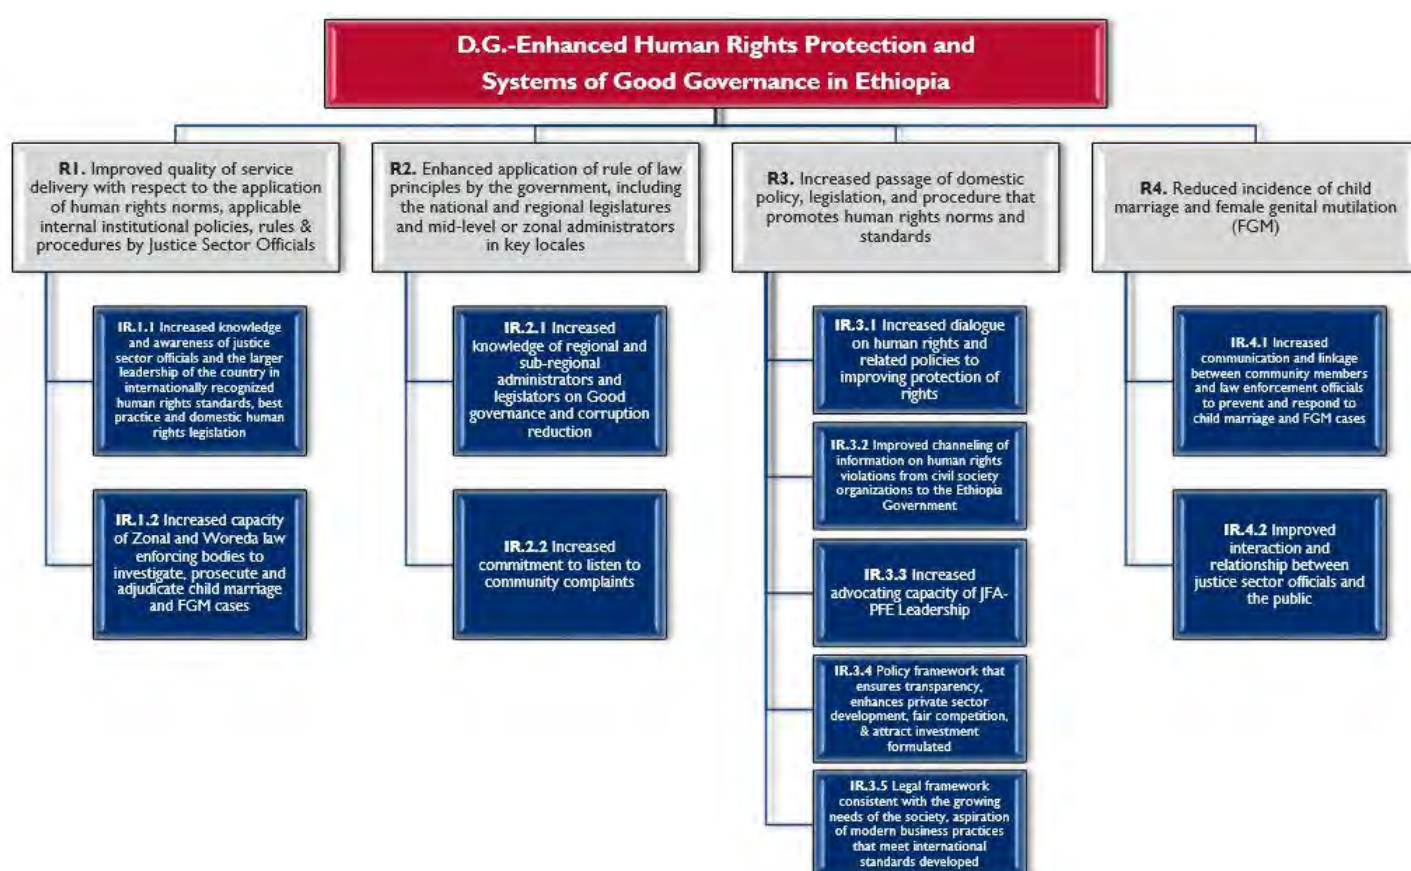 D.G.-Enhanced Human Rights Protection and
Systems of Good Governance in Ethiopia
R1. Improved quality of service
delivery with respect to the application
of human rights norms, applicable
internal institutional policies, rules &
procedures by Justice Sector Officials
IR.1.1 Increased knowledge
and awareness of justice
sector officials and the larger
leadership of the country in
internationally recognized
human rights standards, best
practice and domestic human
rights legislation
IR.1.2 Increased capacity
of Zonal and Woreda law
enforcing bodies to
investigate, prosecute and
adjudicate child marriage
and FGM cases
R2. Enhanced application of rule of law
principles by the government, including
the national and regional legislatures
and mid-level or zonal administrators
in key locales
IR.2.1 Increased
knowledge of regional and
sub-regional
administrators and
legislators on Good
governance and corruption
reduction
IR.2.2 Increased
commitment to listen to
community complaints
R3. Increased passage of domestic
policy, legislation, and procedure that
promotes human rights norms and
standards
IR.3.1 Increased dialogue
on human rights and
related policies to
improving protection of
rights
IR.3.2 Improved channeling of
information on human rights
violations from civil society
organizations to the Ethiopia
Government
IR.3.3 Increased
advocating capacity of JFA-
PFE Leadership
IR.3.4 Policy framework that
ensures transparency,
enhances private sector
development, fair competition,
& attract investment
formulated
IR.3.5 Legal framework
consistent with the growing
needs of the society, aspiration
of modern business practices
that meet international
standards developed
R4. Reduced incidence of child
marriage and female genital mutilation
(FGM)
IR.4.1 Increased
communication and linkage
between community members
and law enforcement officials
to prevent and respond to
child marriage and FGM cases
IR.4.2 Improved
interaction and
relationship between
justice sector officials and
the public